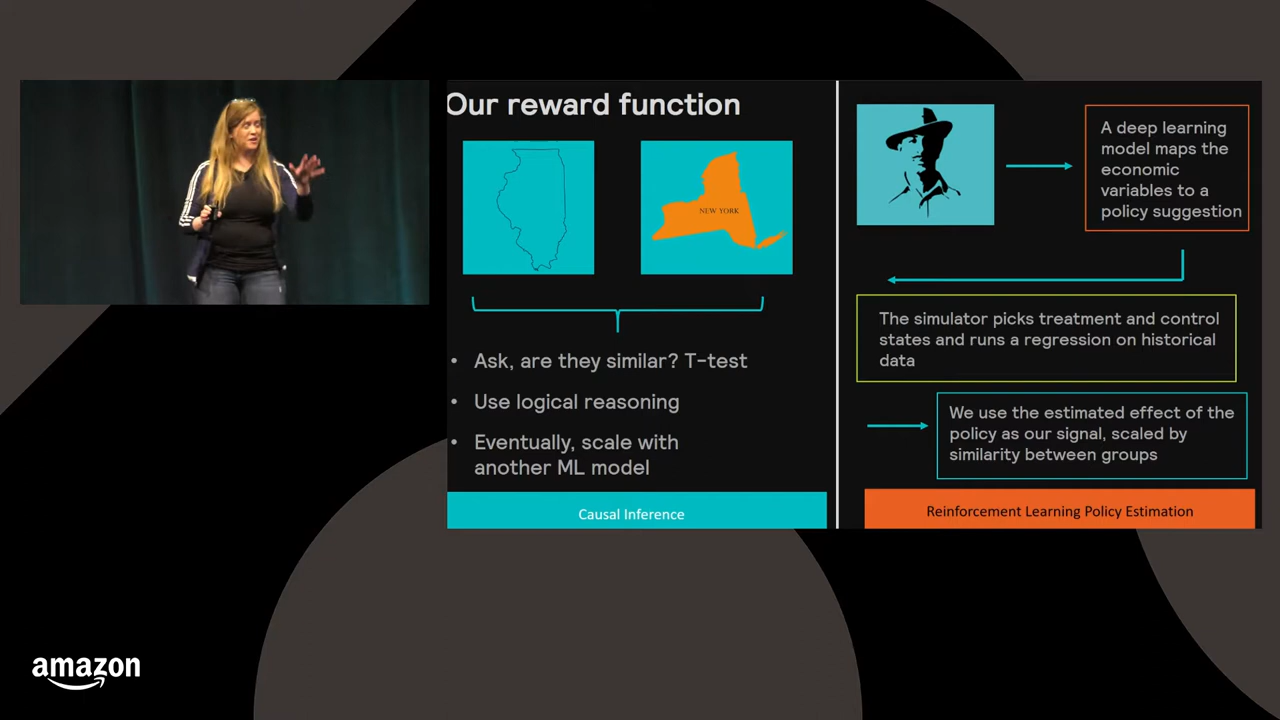 Our reward function
NEW YORK
• Ask, are they similar? T-test
• Use logical reasoning
• Eventually, scale with
another ML model
Causal Inference
A deep learning
model maps the
economic
variables to a
policy suggestion
The simulator picks treatment and control
states and runs a regression on historical
data
We use the estimated effect of the
policy as our signal, scaled by
similarity between groups
Reinforcement Learning Policy Estimation
amazon